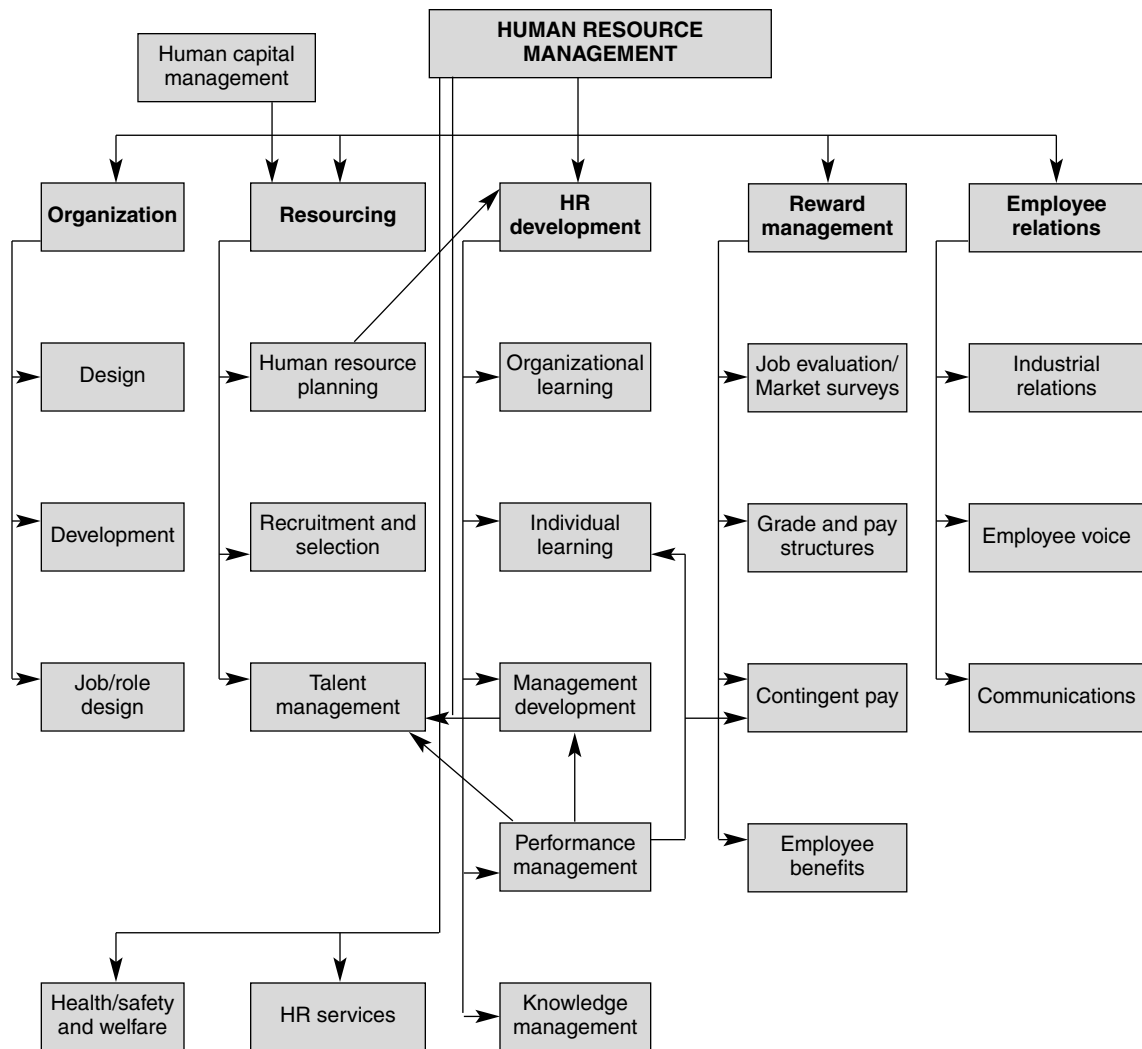 HUMAN RESOURCE
MANAGEMENT
Human capital
management
Organization
Resourcing
HR
development
Reward
management
Employee
relations
Design
Human resource
planning
Organizational
learning
Job evaluation/
Market surveys
Industrial
relations
Development
Recruitment and
selection
Individual
learning
Grade and pay
structures
Employee voice
Job/role
design
Talent
management
Management
development
Contingent pay
Communications
Performance
management
Employee
benefits
Health/safety
and welfare
HR services
Knowledge
management